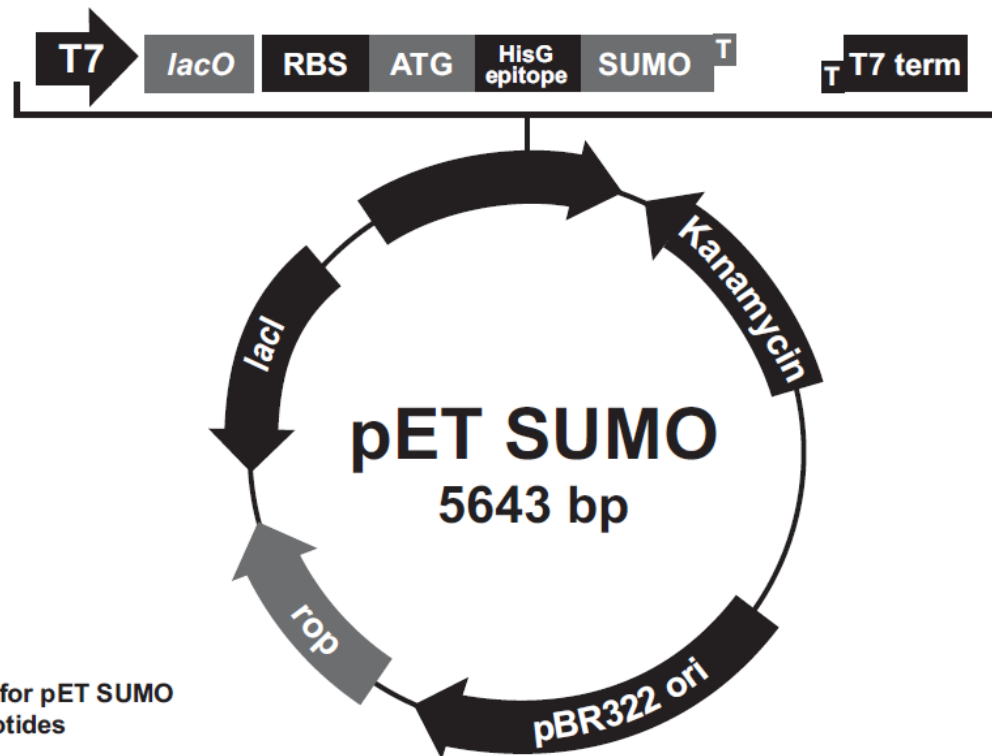 T7 lacO RBS ATG HisG epitope SUMO T T T7 term
Kanamycin
lacI
pET SUMO
5643 bp
rop
pBR322 ori
for pET SUMO